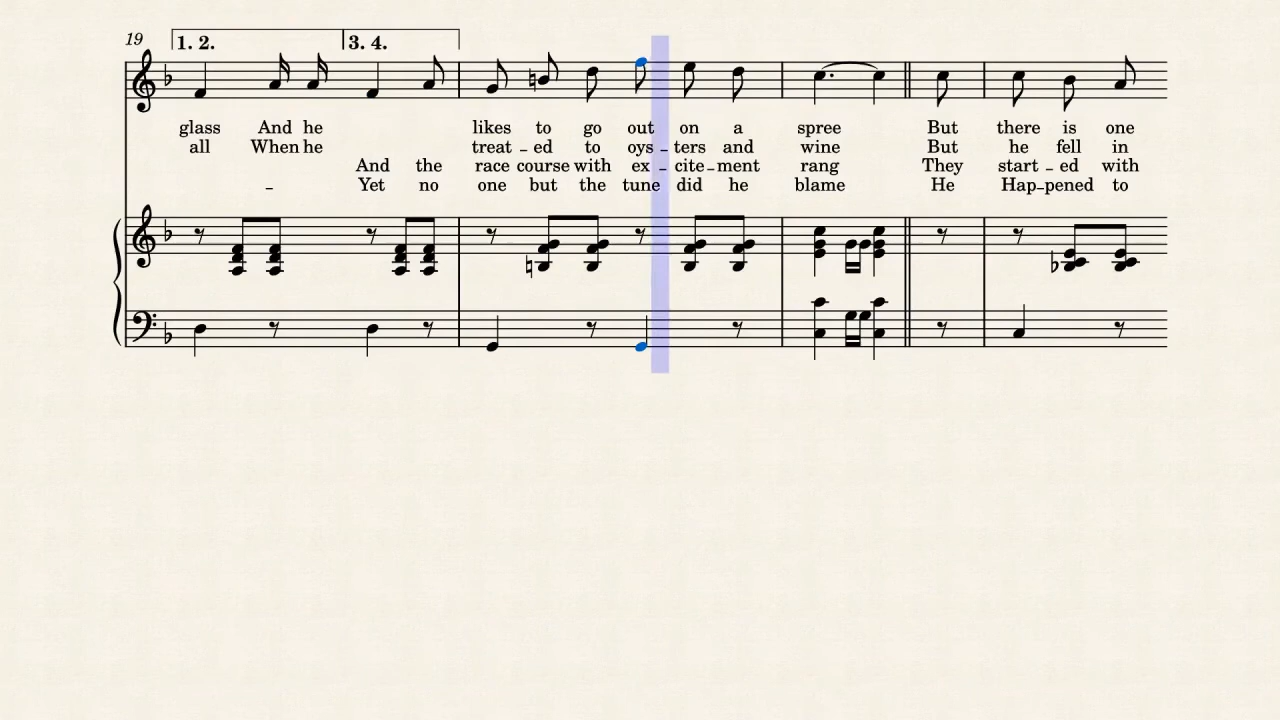 19 1. 2. 3. 4.
glass And he likes to go out on a spree But there is one
all When he treat - ed to oys - ters and wine But he fell in
And the race course with ex - cite - ment rang They start - ed with
- Yet no one but the tune did he blame He Hap - pened to